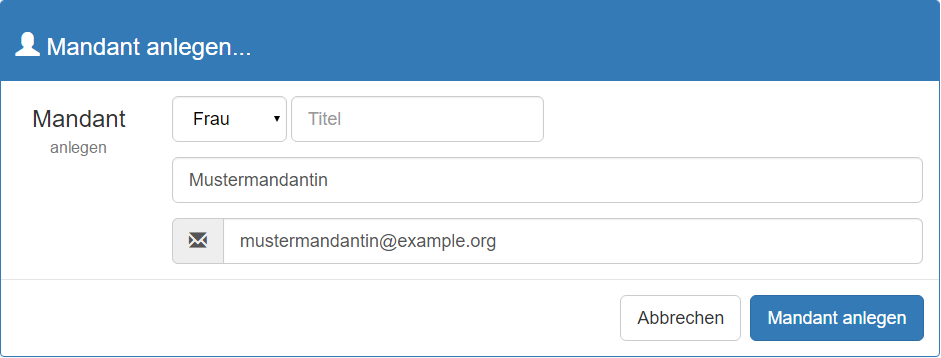 Mandant anlegen...
Mandant
anlegen
Frau
Titel
Mustermandantin
mustermandantin@example.org
Abbrechen
Mandant anlegen